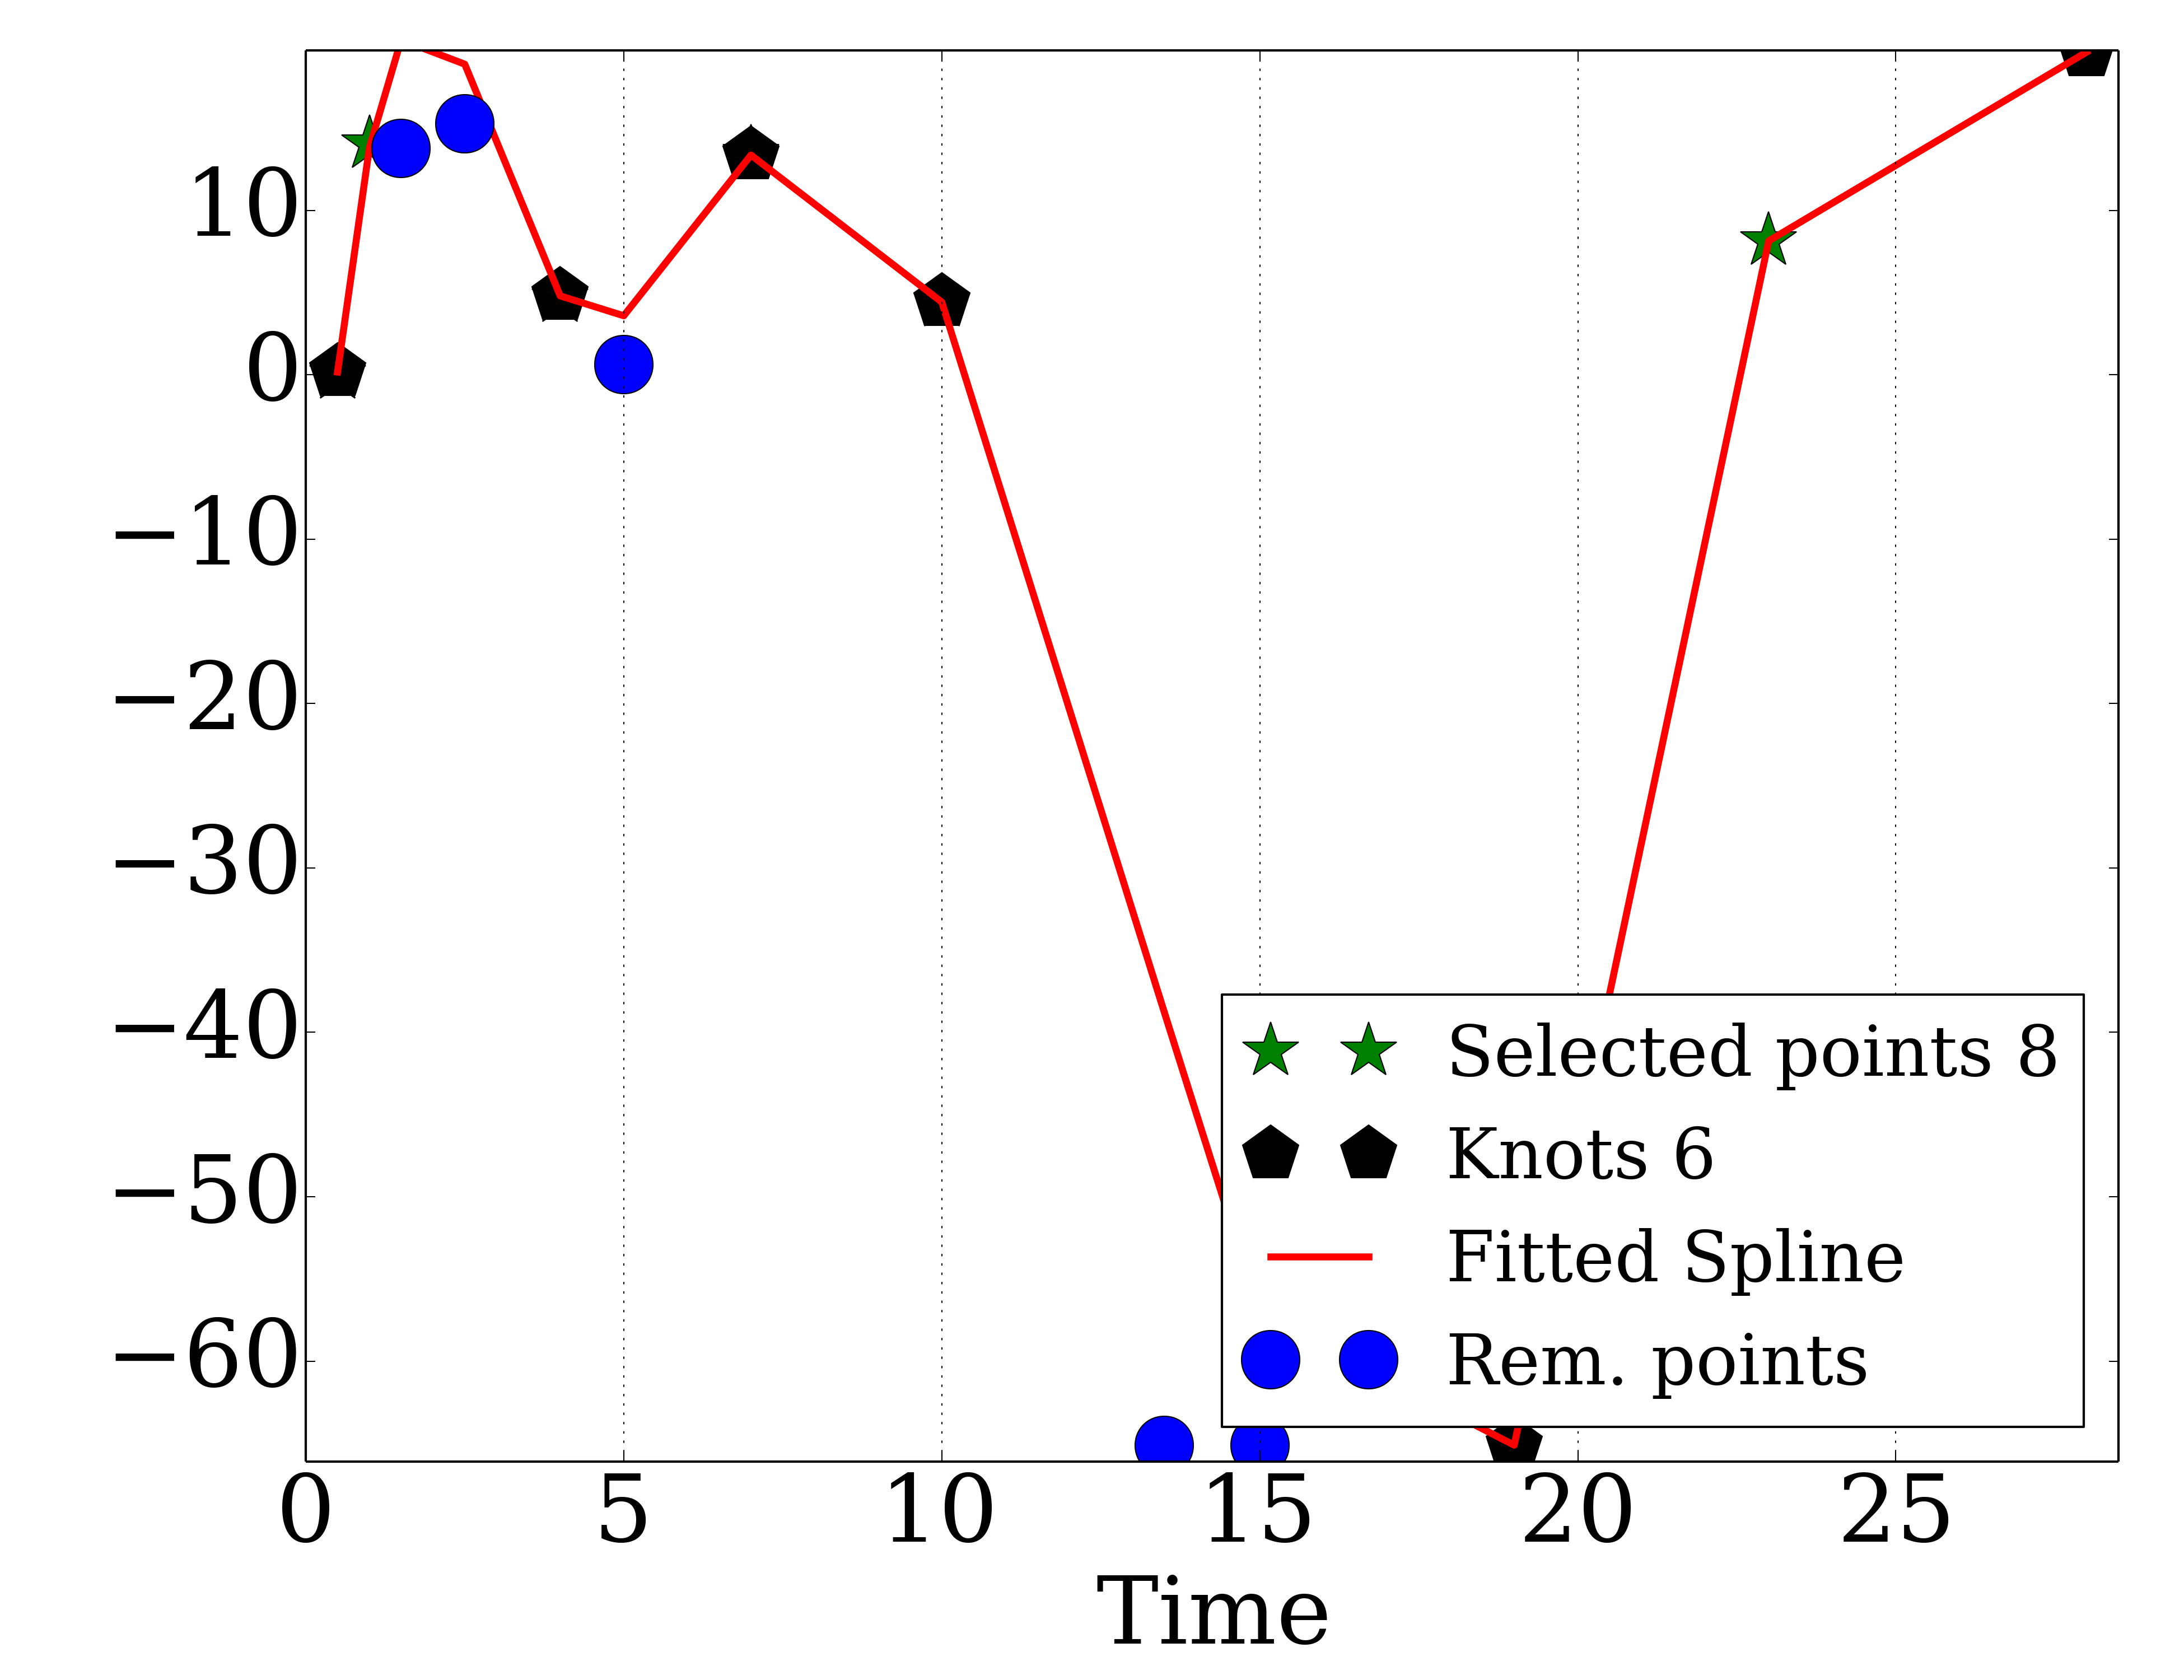 10
0
−10
−20
−30
−40
−50
−60
0 5 10 15 20 25
Time
Selected points 8
Knots 6
Fitted Spline
Rem. points